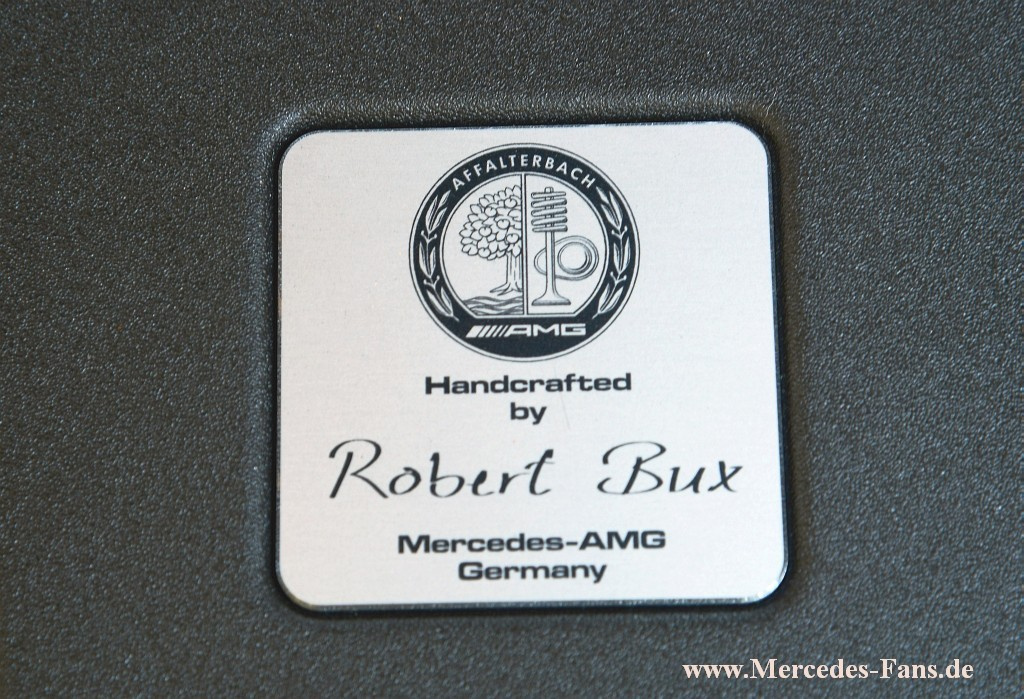 AFFALTERBACH
AMG
Handcrafted
by
Robert Bux
Mercedes-AMG
Germany
www.Mercedes-Fans.de